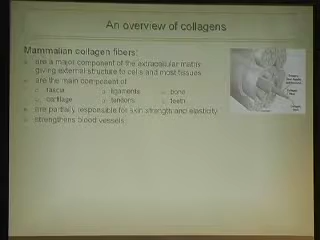 An overview of collagens
Mammalian collagen fibers:
are a major component of the extracellular matrix
giving external structure to cells and most tissues
are the main component of
fascia
ligaments
bone
cartilage
tendons
teeth
are partially responsible for skin strength and elasticity
strengthens blood vessels